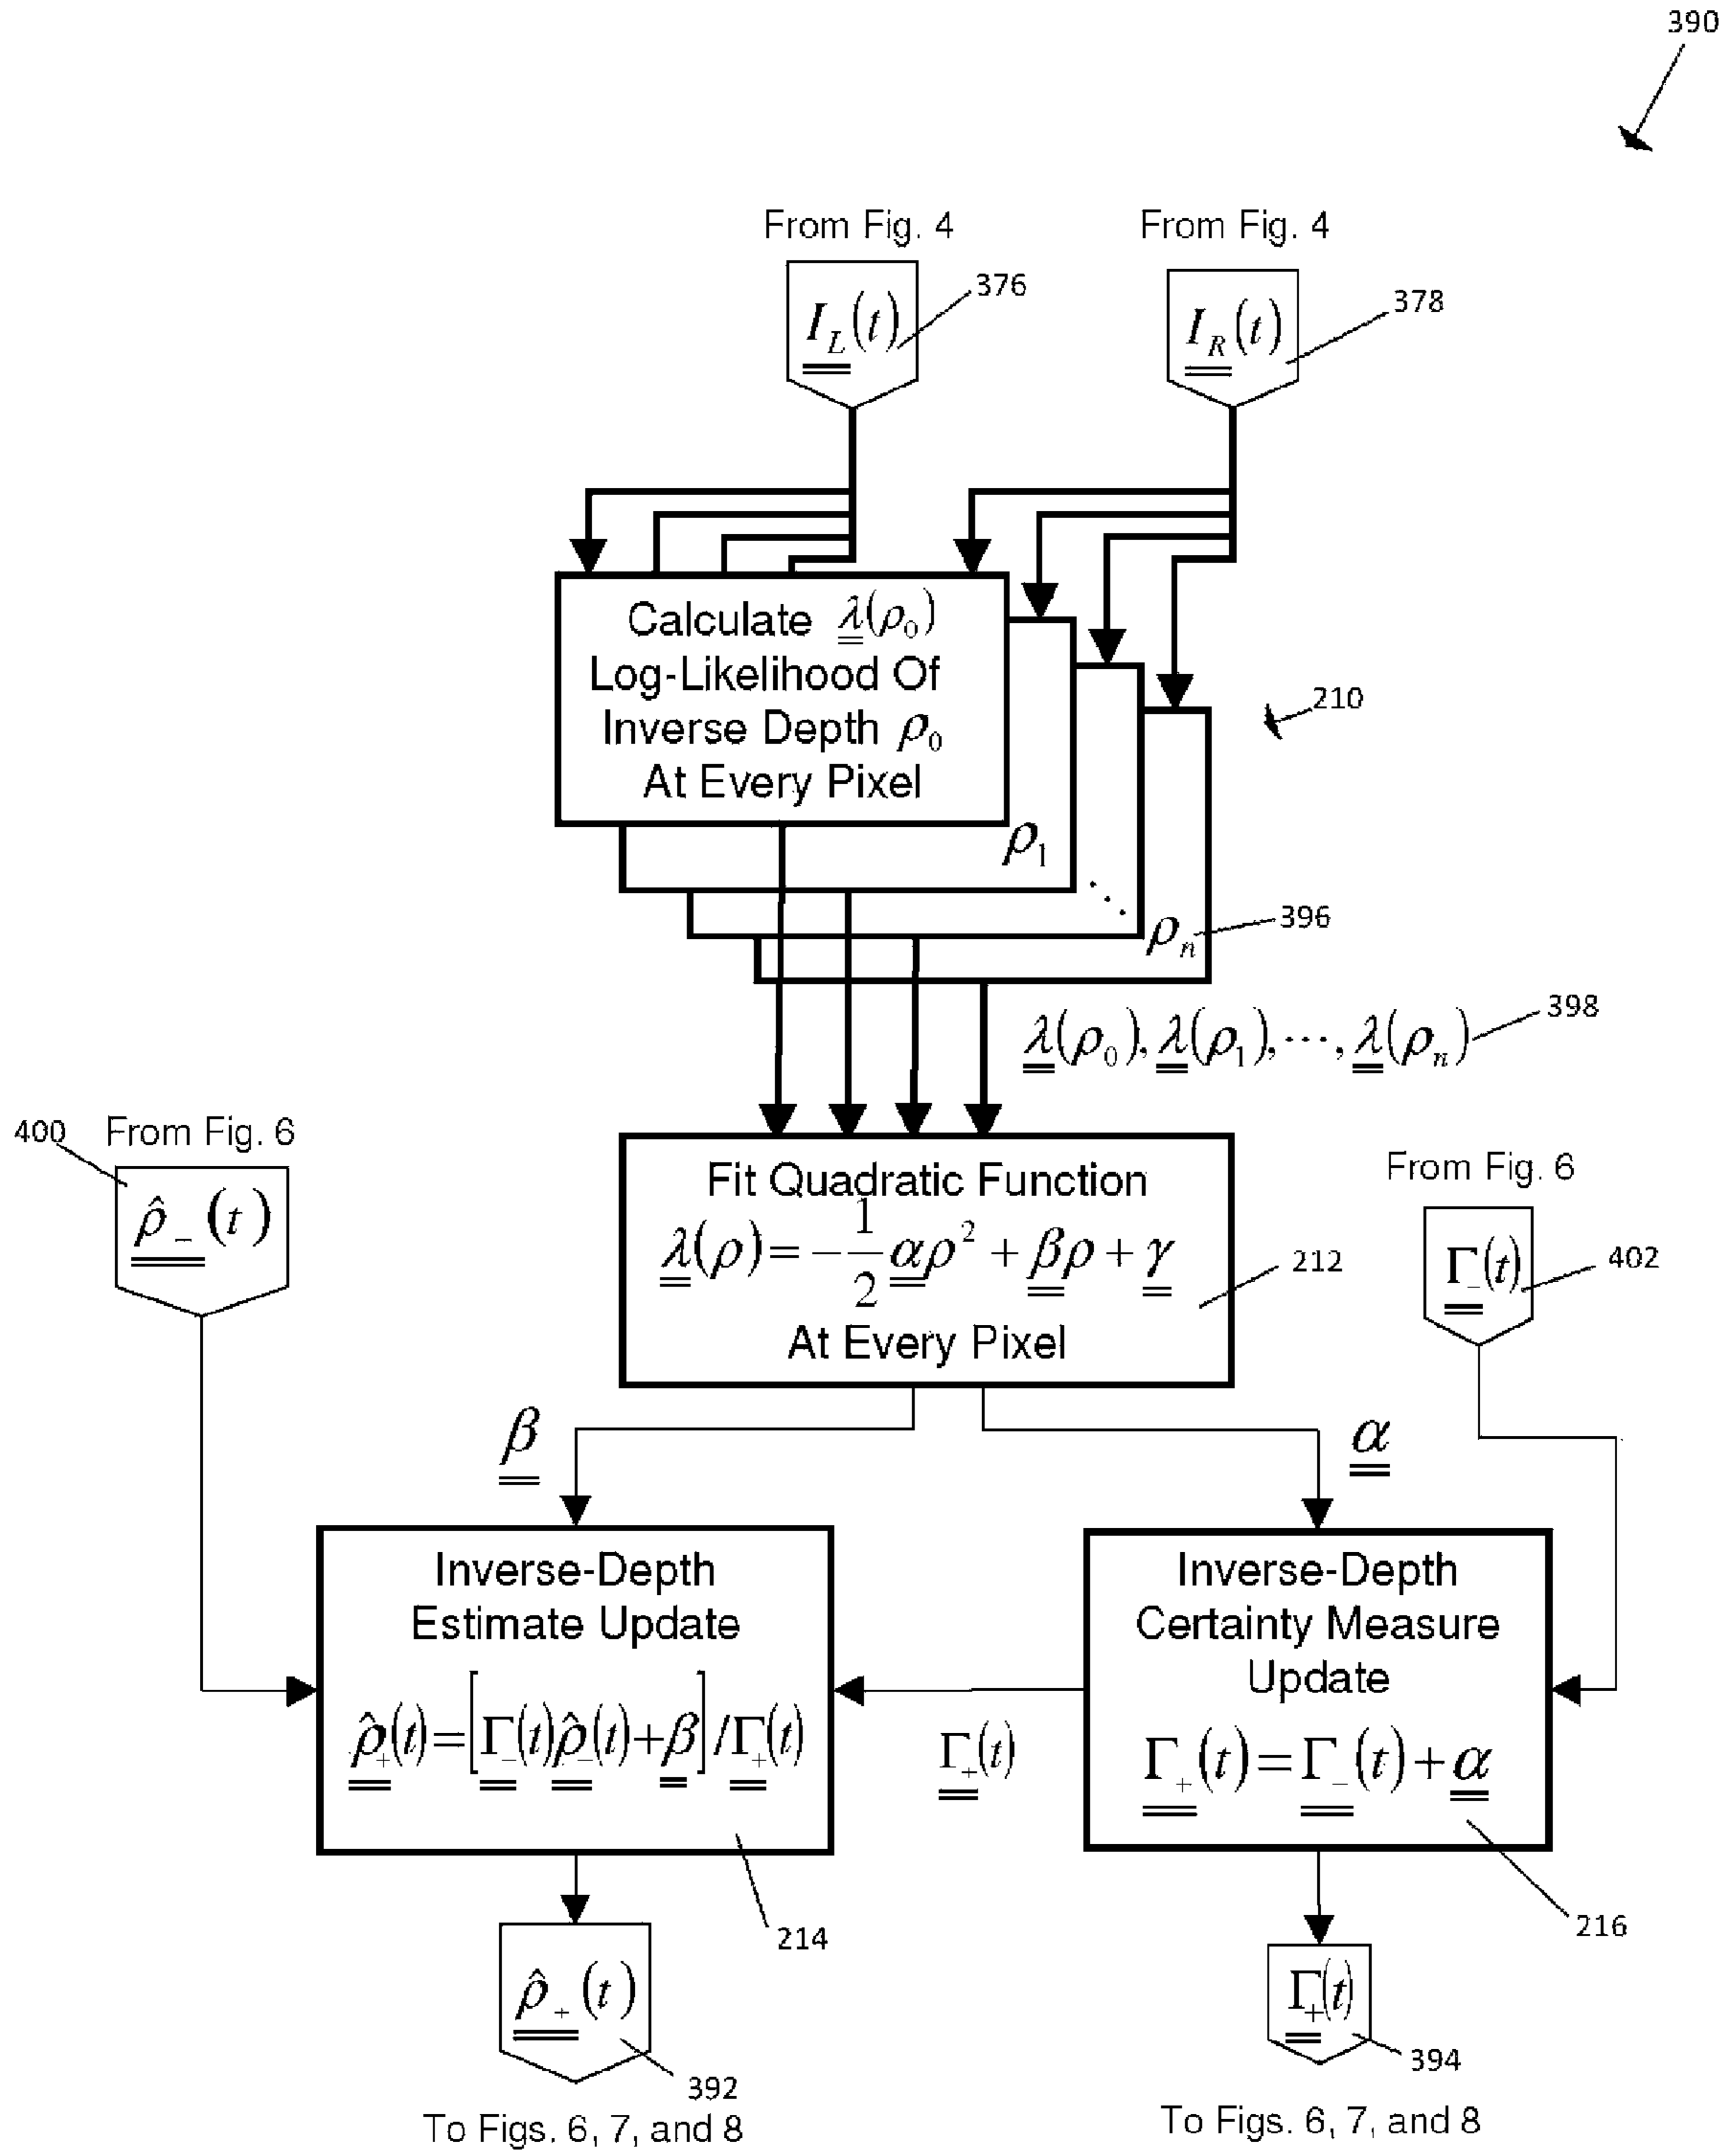 390
From Fig. 4
From Fig. 4
I_L(t)
376
I_R(t)
378
Calculate λ(ρ₀)
Log-Likelihood Of
Inverse Depth ρ₀
At Every Pixel
210
ρ₁
⋱
ρₙ
396
λ(ρ₀), λ(ρ₁), ⋯, λ(ρₙ)
398
400
From Fig. 6
ρ̂₋(t)
From Fig. 6
Γ₋(t)
402
Fit Quadratic Function
λ(ρ) = -1/2 αρ² + βρ + γ
At Every Pixel
212
β
α
Inverse-Depth
Estimate Update
ρ̂₊(t)=[Γ₋(t)ρ̂₋(t)+β]/Γ₊(t)
214
Γ₊(t)
Inverse-Depth
Certainty Measure
Update
Γ₊(t)=Γ₋(t)+α
216
ρ̂₊(t)
392
To Figs. 6, 7, and 8
Γ₊(t)
394
To Figs. 6, 7, and 8